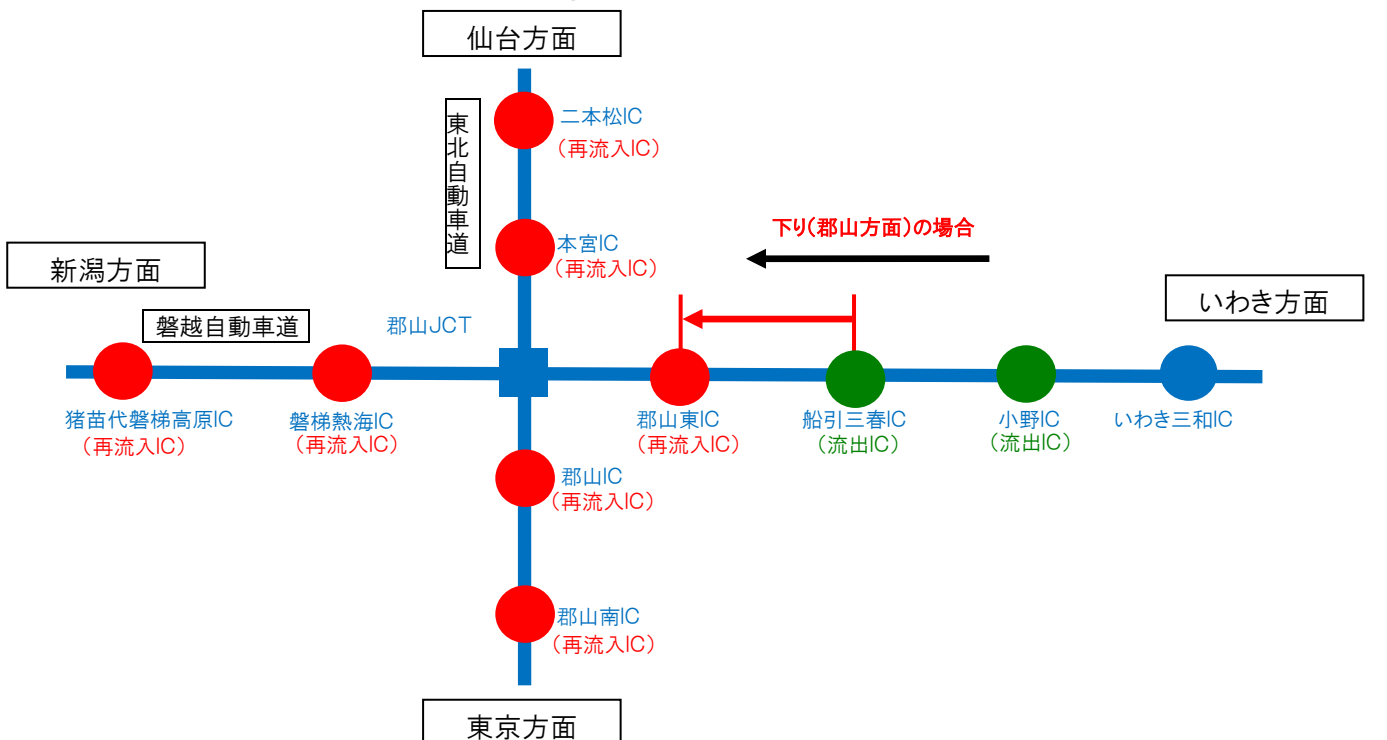 仙台方面
東北自動車道
二本松IC
(再流入IC)
本宮IC
(再流入IC)
下り(郡山方面)の場合
新潟方面
いわき方面
磐越自動車道
郡山JCT
猪苗代磐梯高原IC
(再流入IC)
磐梯熱海IC
(再流入IC)
郡山東IC
(再流入IC)
船引三春IC
(流出IC)
小野IC
(流出IC)
いわき三和IC
郡山IC
(再流入IC)
郡山南IC
(再流入IC)
東京方面